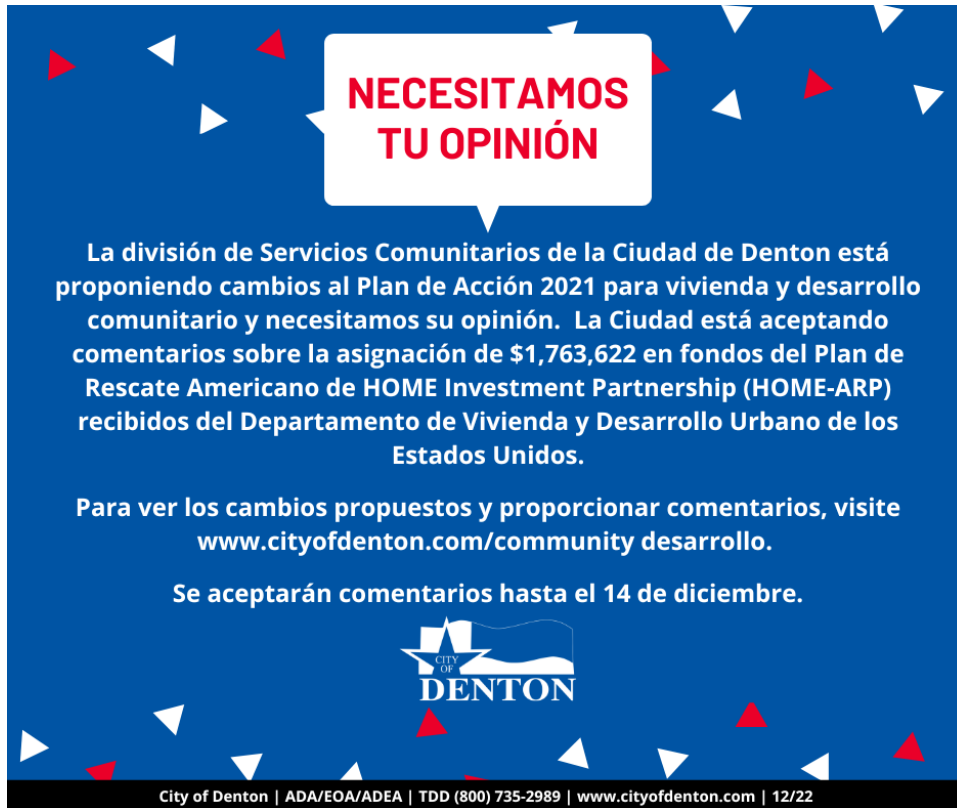 NECESITAMOS
TU OPINIÓN
La división de Servicios Comunitarios de la Ciudad de Denton está
proponiendo cambios al Plan de Acción 2021 para vivienda y desarrollo
comunitario y necesitamos su opinión. La Ciudad está aceptando
comentarios sobre la asignación de $1,763,622 en fondos del Plan de
Rescate Americano de HOME Investment Partnership (HOME-ARP)
recibidos del Departamento de Vivienda y Desarrollo Urbano de los
Estados Unidos.
Para ver los cambios propuestos y proporcionar comentarios, visite
www.cityofdenton.com/community desarrollo.
Se aceptarán comentarios hasta el 14 de diciembre.
CITY
OF
DENTON
City of Denton | ADA/EOA/ADEA | TDD (800) 735-2989 | www.cityofdenton.com | 12/22